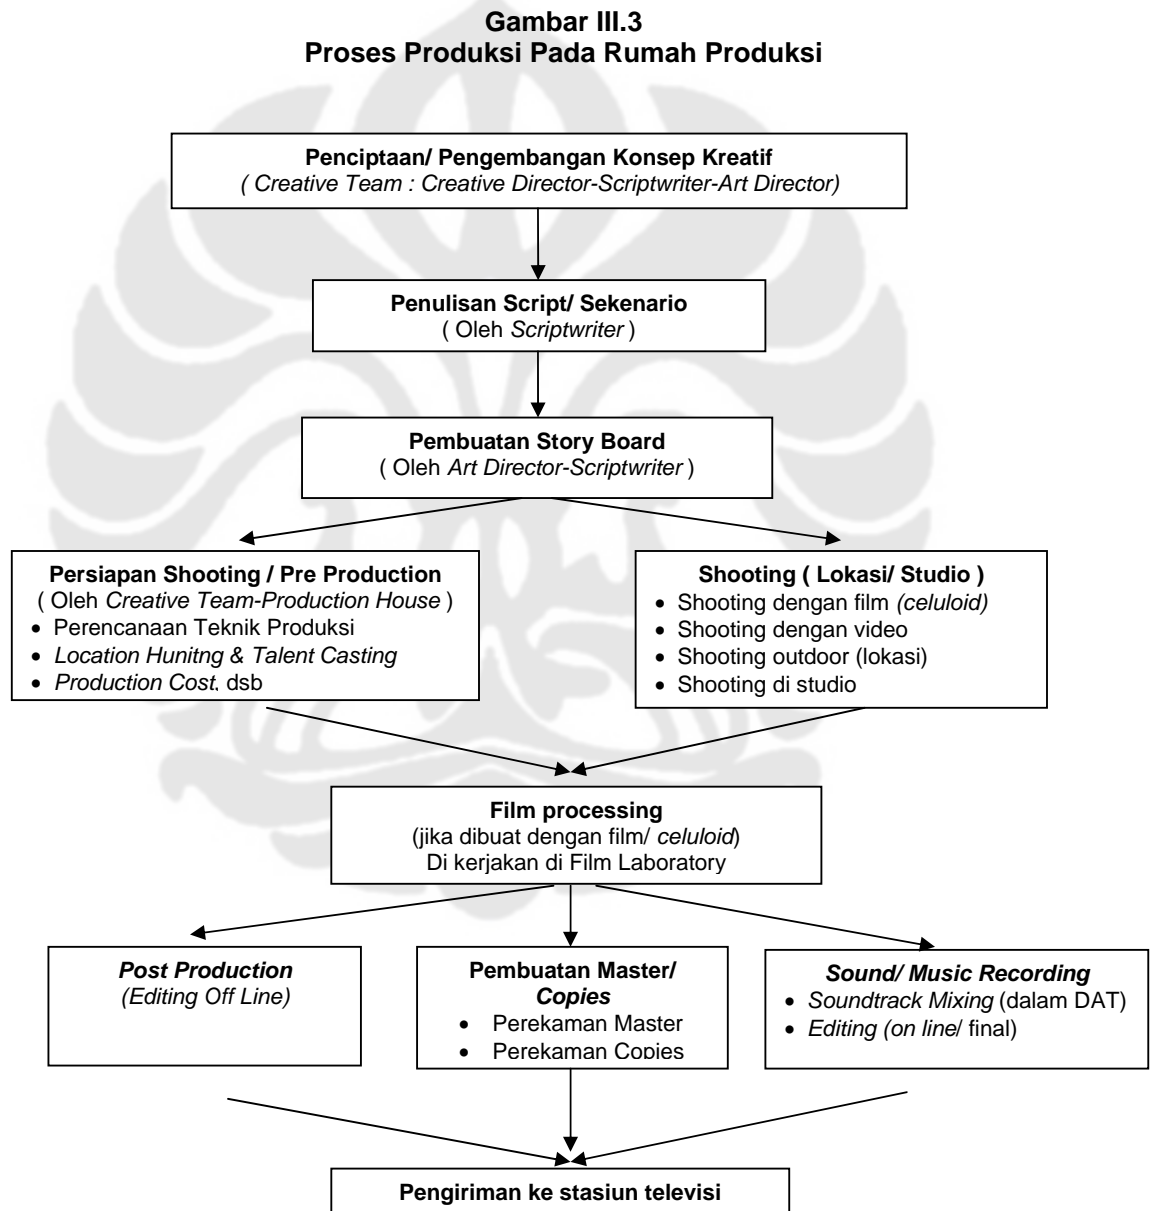 Gambar III.3
Proses Produksi Pada Rumah Produksi
Penciptaan/ Pengembangan Konsep Kreatif
( Creative Team : Creative Director-Scriptwriter-Art Director)
Penulisan Script/ Sekenario
( Oleh Scriptwriter )
Pembuatan Story Board
( Oleh Art Director-Scriptwriter )
Persiapan Shooting / Pre Production
( Oleh Creative Team-Production House )
• Perencanaan Teknik Produksi
• Location Hunitng & Talent Casting
• Production Cost, dsb
Shooting ( Lokasi/ Studio )
• Shooting dengan film (celuloid)
• Shooting dengan video
• Shooting outdoor (lokasi)
• Shooting di studio
Film processing
(jika dibuat dengan film/ celuloid)
Di kerjakan di Film Laboratory
Post Production
(Editing Off Line)
Pembuatan Master/
Copies
• Perekaman Master
• Perekaman Copies
Sound/ Music Recording
• Soundtrack Mixing (dalam DAT)
• Editing (on line/ final)
Pengiriman ke stasiun televisi